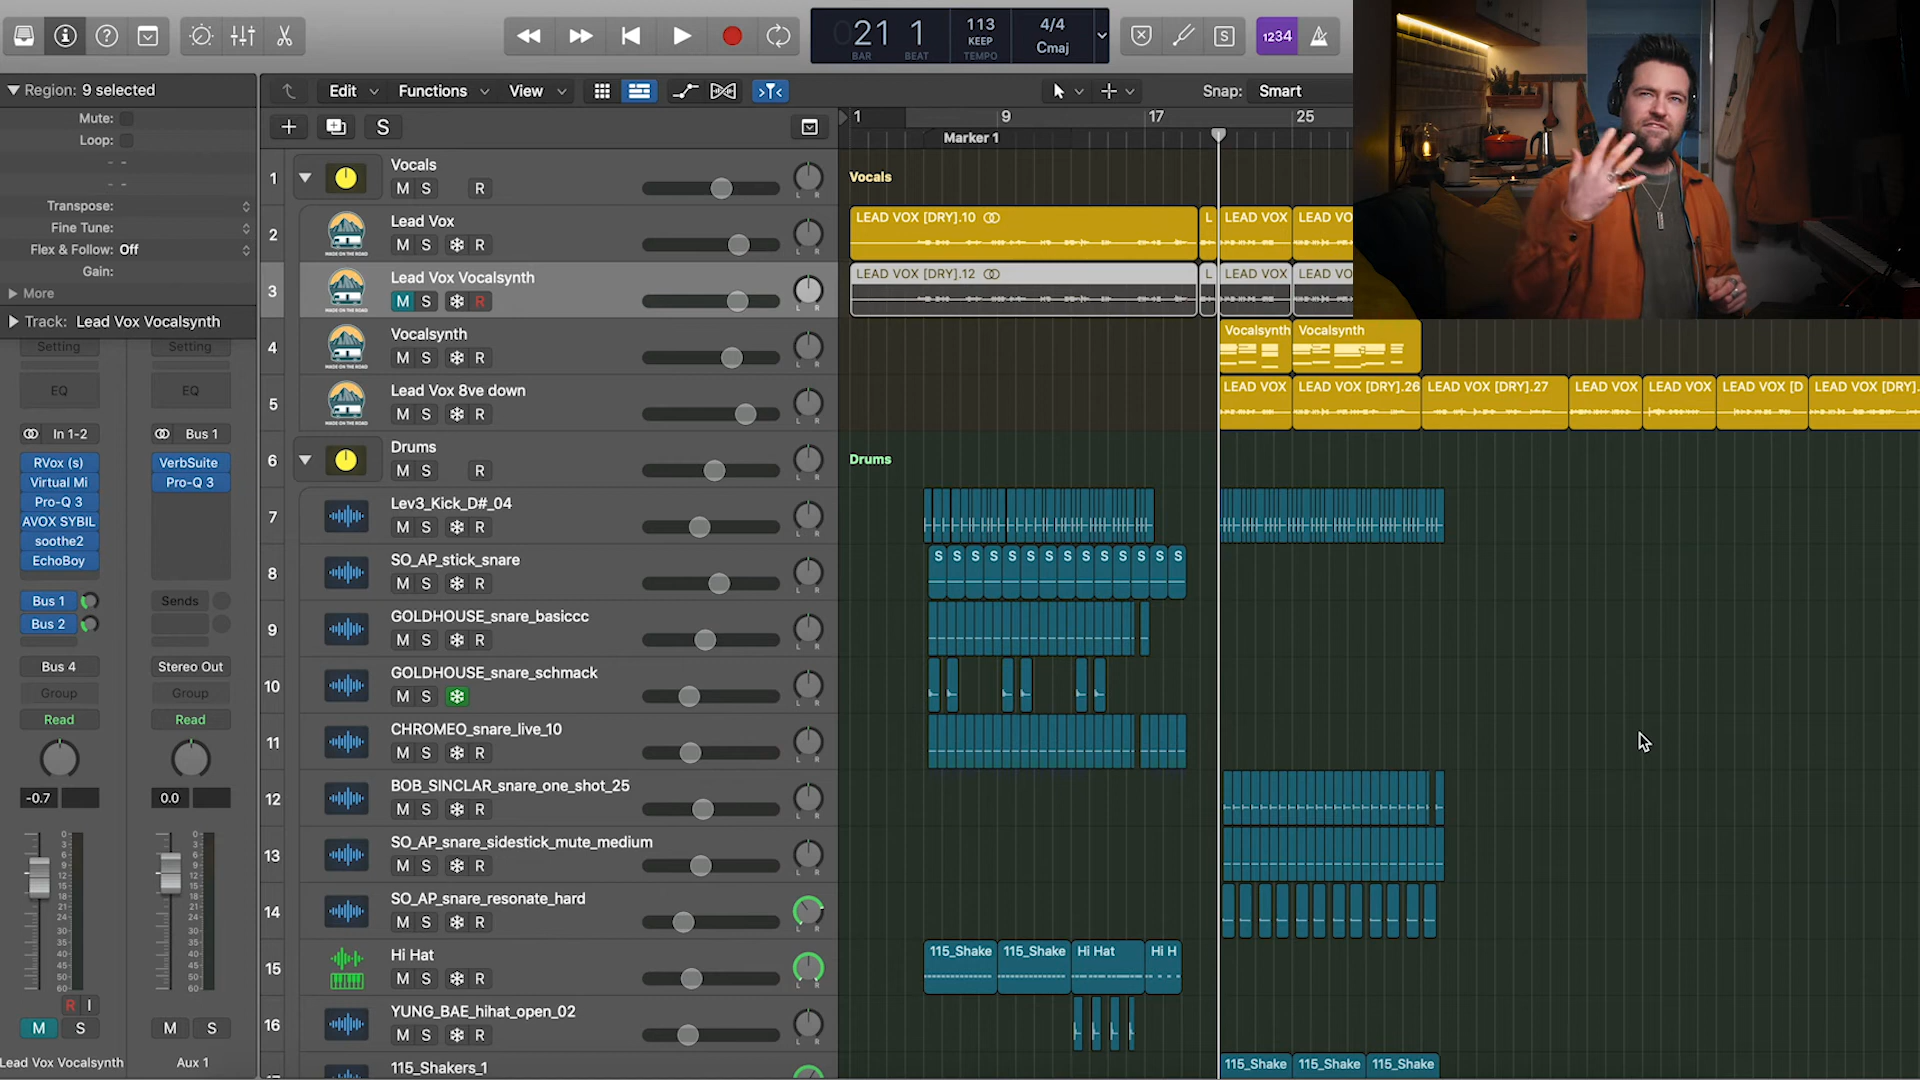 21 1
BAR BEAT
113
KEEP
TEMPO
4/4
Cmaj
S
1234
Region: 9 selected
Mute:
Loop:
Transpose:
Fine Tune:
Flex & Follow: Off
Gain:
More
Track: Lead Vox Vocalsynth
Edit Functions View
Snap: Smart
S
1 9 17 25
Marker 1
Setting Setting
EQ EQ
In 1-2 Bus 1
RVox (s) VerbSuite
Virtual Mi Pro-Q 3
Pro-Q 3
AVOX SYBIL
soothe2
EchoBoy
Bus 1 Sends
Bus 2
Bus 4 Stereo Out
Group Group
Read Read
-0.7 0.0
R I
M S M S
Lead Vox Vocalsynth Aux 1
1 Vocals
M S R
Vocals
2 Lead Vox
M S R
LEAD VOX [DRY].10 L LEAD VOX LEAD VO
3 Lead Vox Vocalsynth
M S R
LEAD VOX [DRY].12 L LEAD VOX LEAD VO
4 Vocalsynth
M S R
Vocalsynth Vocalsynth
5 Lead Vox 8ve down
M S R
LEAD VOX LEAD VOX [DRY].26 LEAD VOX [DRY].27 LEAD VOX LEAD VOX LEAD VOX [D LEAD VOX [DRY].
6 Drums
M S R
Drums
7 Lev3_Kick_D#_04
M S R
8 SO_AP_stick_snare
M S R
S S S S S S S S S S S S S S
9 GOLDHOUSE_snare_basiccc
M S R
10 GOLDHOUSE_snare_schmack
M S
11 CHROMEO_snare_live_10
M S R
12 BOB_SINCLAR_snare_one_shot_25
M S R
13 SO_AP_snare_sidestick_mute_medium
M S R
14 SO_AP_snare_resonate_hard
M S R
15 Hi Hat
M S R
115_Shake 115_Shake Hi Hat Hi H
16 YUNG_BAE_hihat_open_02
M S R
115_Shakers_1
115_Shake 115_Shake 115_Shake